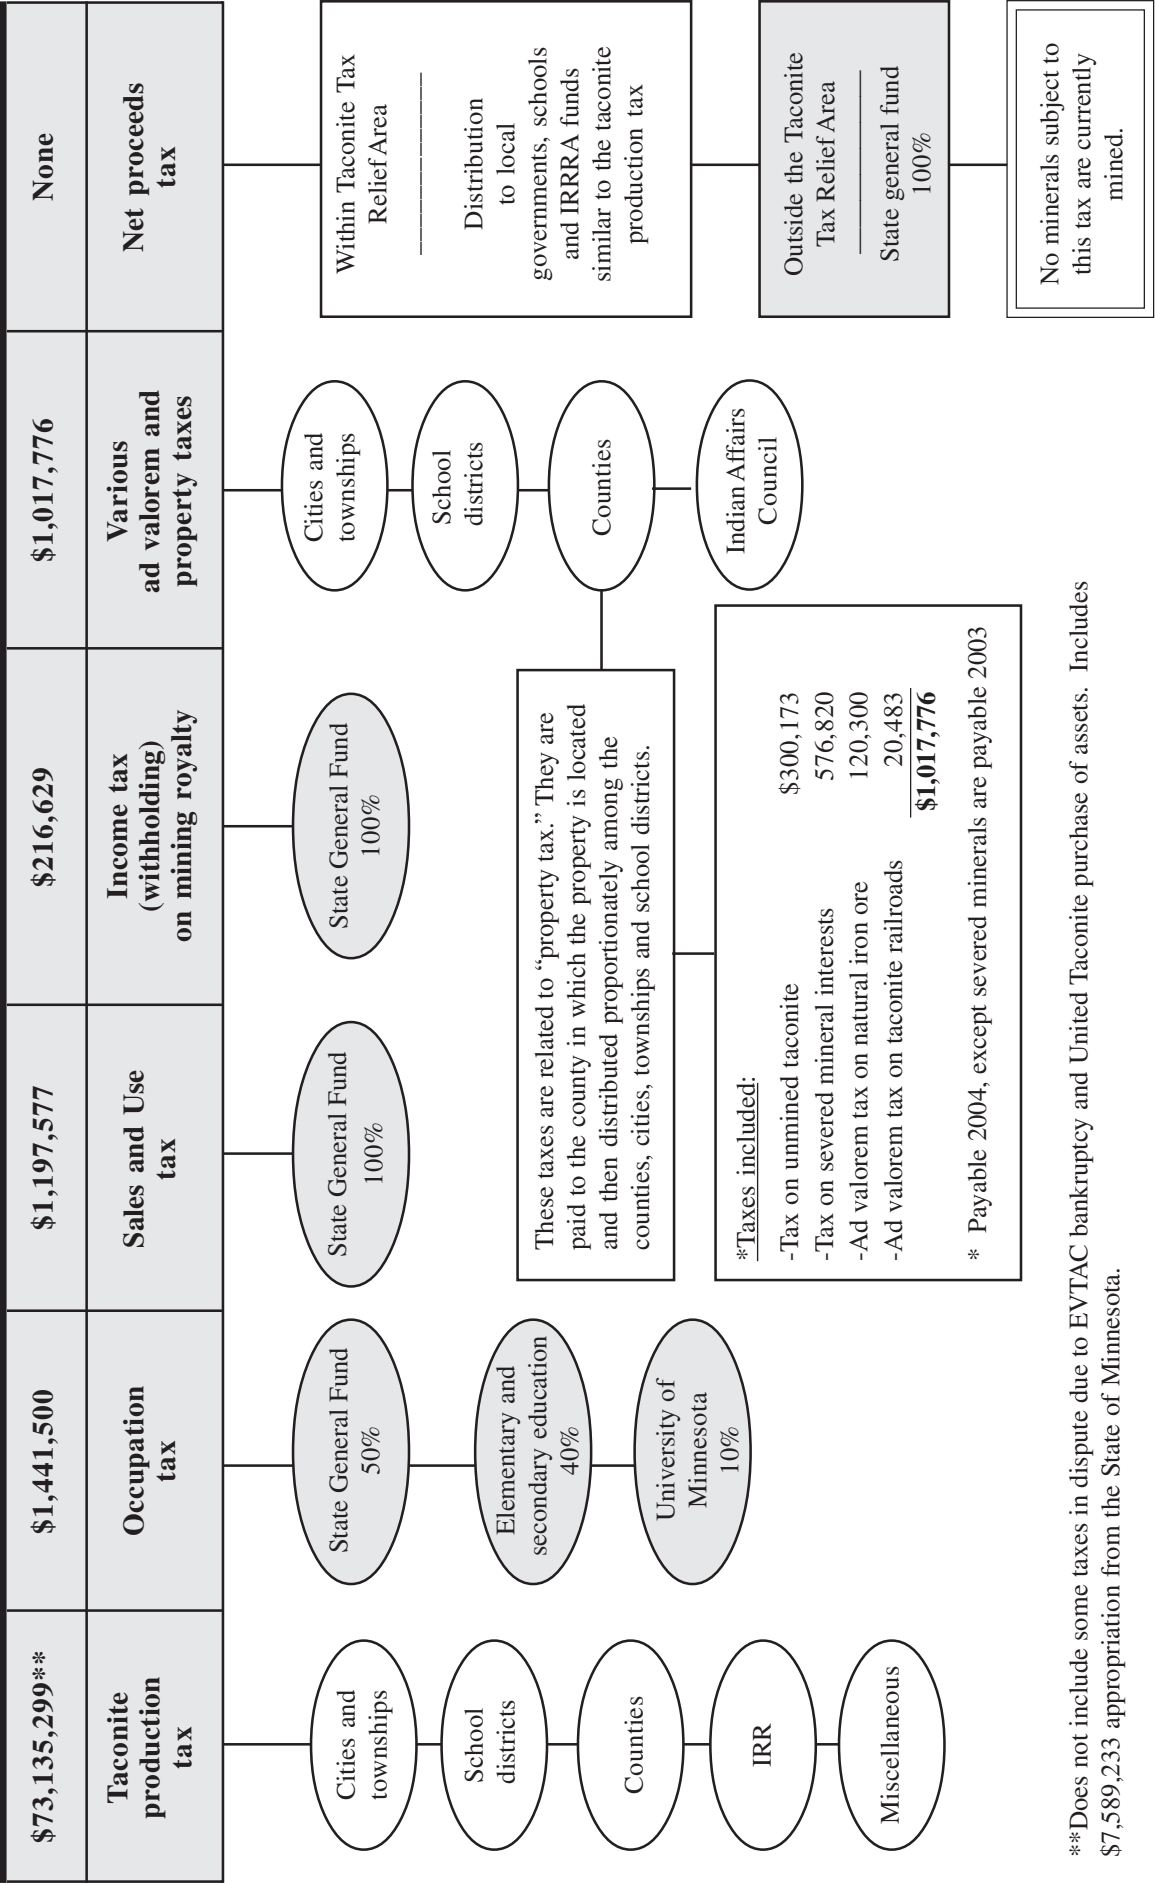 $73,135,299**
$1,441,500
$1,197,577
$216,629
$1,017,776
None
Taconite
production
tax
Occupation
tax
Sales and Use
tax
Income tax
(withholding)
on mining royalty
Various
ad valorem and
property taxes
Net proceeds
tax
Cities and
townships
School
districts
Counties
IRR
Miscellaneous
State General Fund
50%
Elementary and
secondary education
40%
University of
Minnesota
10%
State General Fund
100%
State General Fund
100%
Cities and
townships
School
districts
Counties
Indian Affairs
Council
These taxes are related to “property tax.” They are
paid to the county in which the property is located
and then distributed proportionately among the
counties, cities, townships and school districts.
*Taxes included:
-Tax on unmined taconite $300,173
-Tax on severed mineral interests 576,820
-Ad valorem tax on natural iron ore 120,300
-Ad valorem tax on taconite railroads 20,483
$1,017,776
* Payable 2004, except severed minerals are payable 2003
Within Taconite Tax
Relief Area
Distribution
to local
governments, schools
and IRRRA funds
similar to the taconite
production tax
Outside the Taconite
Tax Relief Area
State general fund
100%
No minerals subject to
this tax are currently
mined.
**Does not include some taxes in dispute due to EVTAC bankruptcy and United Taconite purchase of assets. Includes
$7,589,233 appropriation from the State of Minnesota.